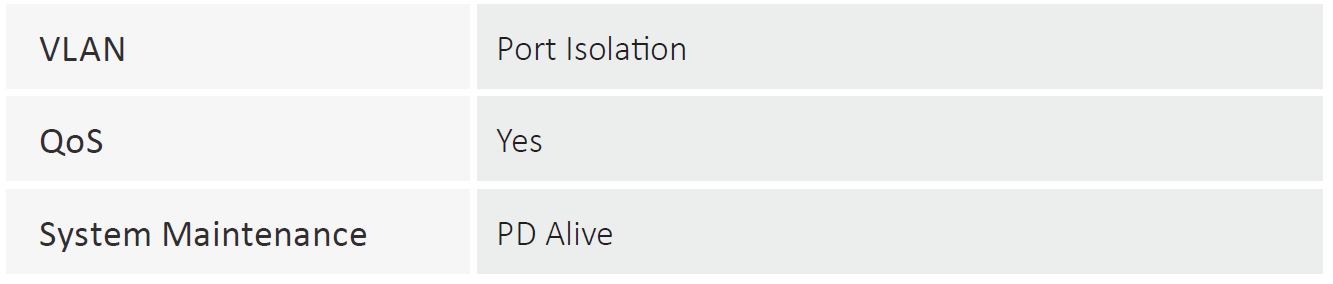 VLAN Port Isolation
QoS Yes
System Maintenance PD Alive